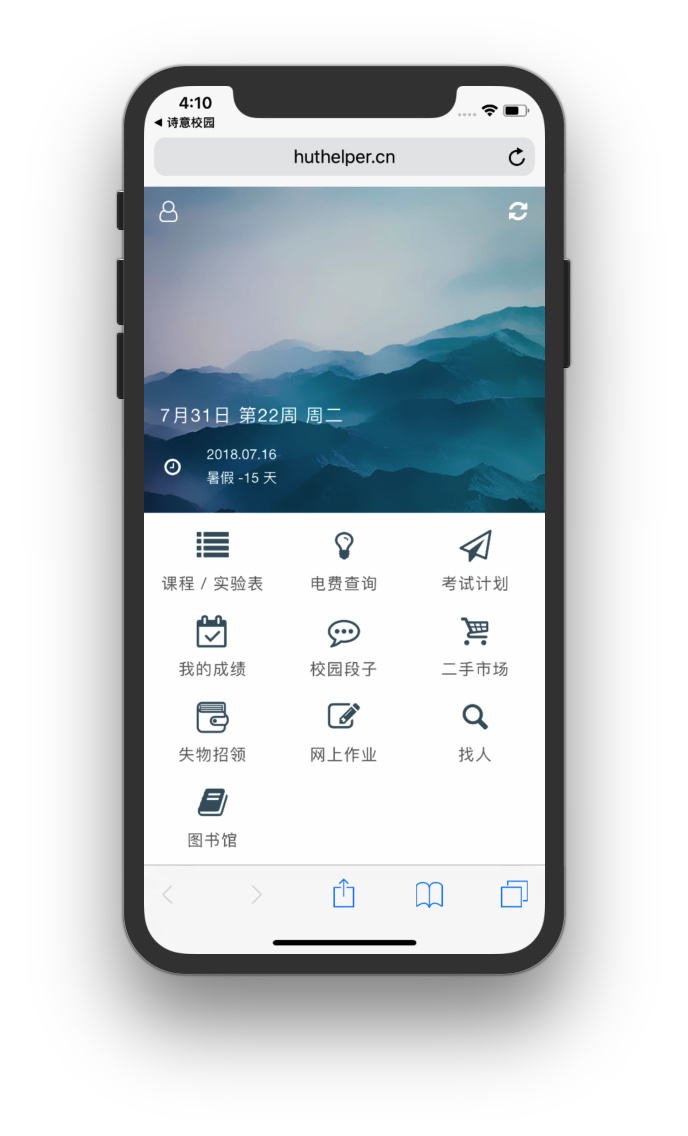 4:10
◀ 诗意校园
huthelper.cn
7月31日 第22周 周二
2018.07.16
暑假 -15 天
课程 / 实验表
电费查询
考试计划
我的成绩
校园段子
二手市场
失物招领
网上作业
找人
图书馆